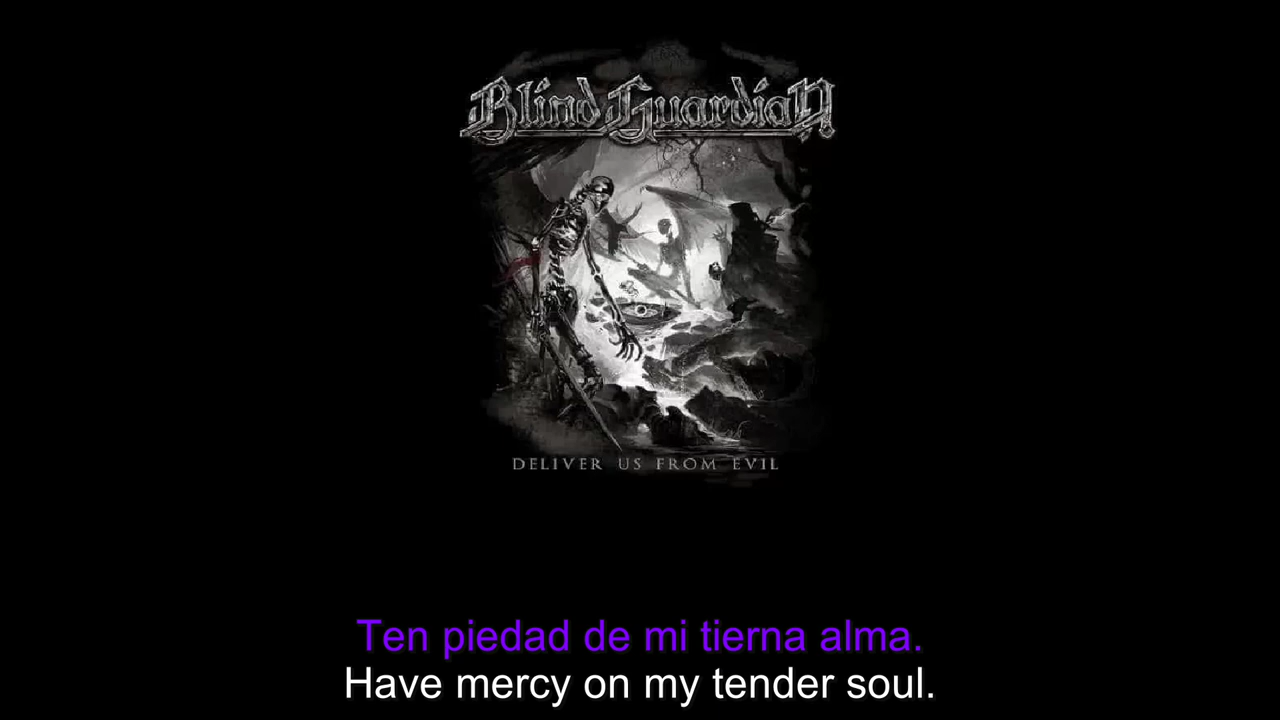 Blind Guardian
DELIVER US FROM EVIL
Ten piedad de mi tierna alma.
Have mercy on my tender soul.